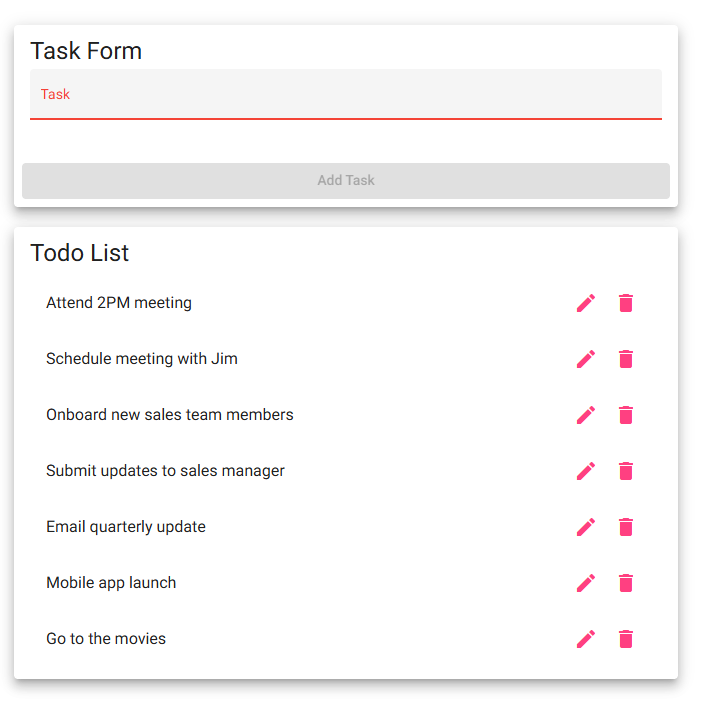 Task Form
Task
Add Task
Todo List
Attend 2PM meeting
Schedule meeting with Jim
Onboard new sales team members
Submit updates to sales manager
Email quarterly update
Mobile app launch
Go to the movies